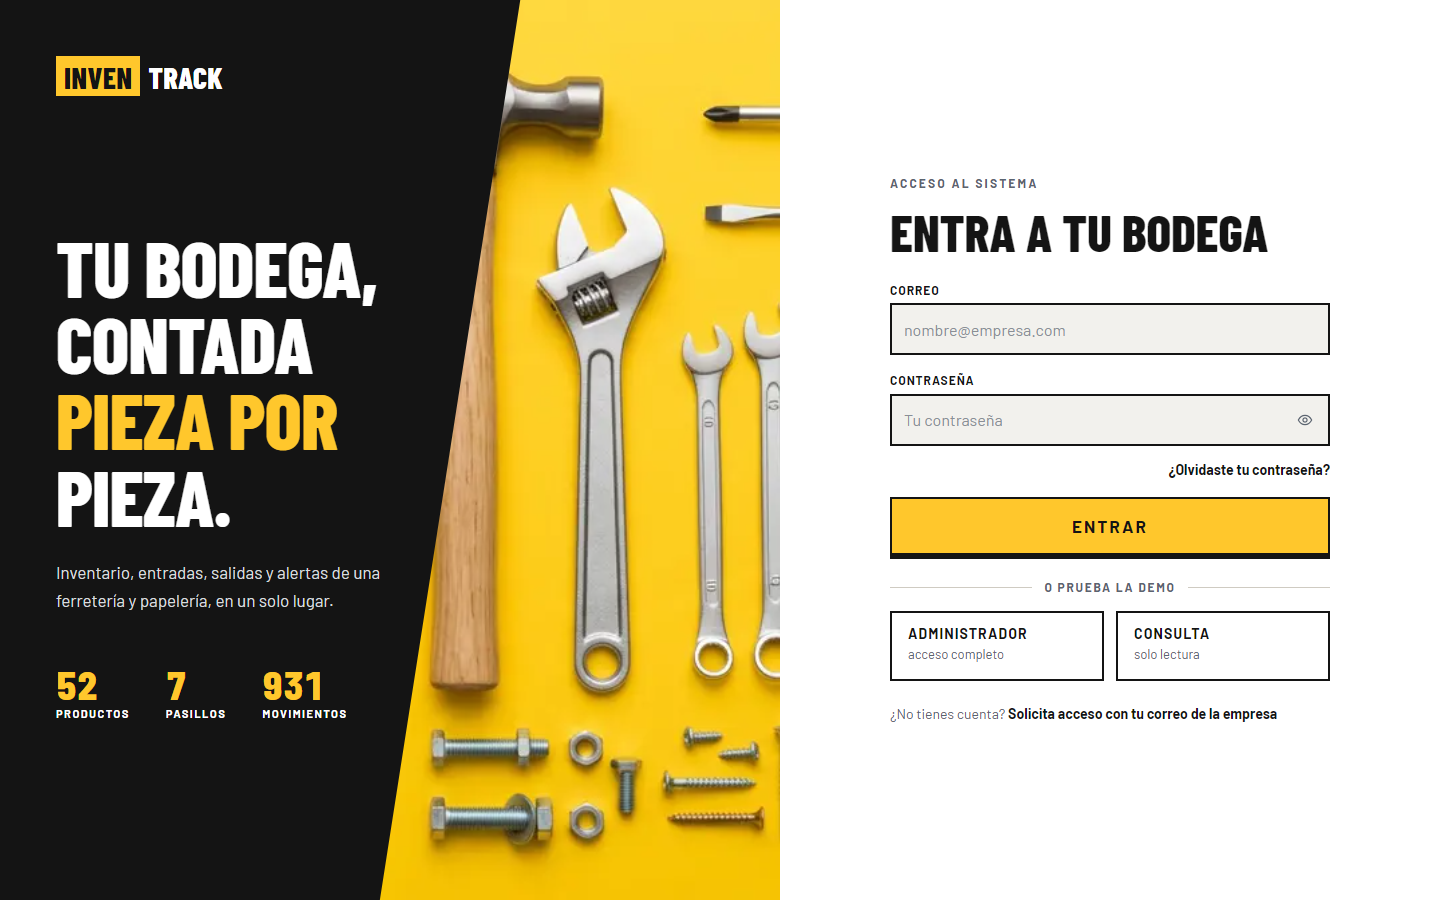 INVEN TRACK
TU BODEGA,
CONTADA
PIEZA POR
PIEZA.
Inventario, entradas, salidas y alertas de una
ferretería y papelería, en un solo lugar.
52 7 931
PRODUCTOS PASILLOS MOVIMIENTOS
ACCESO AL SISTEMA
ENTRA A TU BODEGA
CORREO
nombre@empresa.com
CONTRASEÑA
Tu contraseña
¿Olvidaste tu contraseña?
ENTRAR
O PRUEBA LA DEMO
ADMINISTRADOR
acceso completo
CONSULTA
solo lectura
¿No tienes cuenta? Solicita acceso con tu correo de la empresa